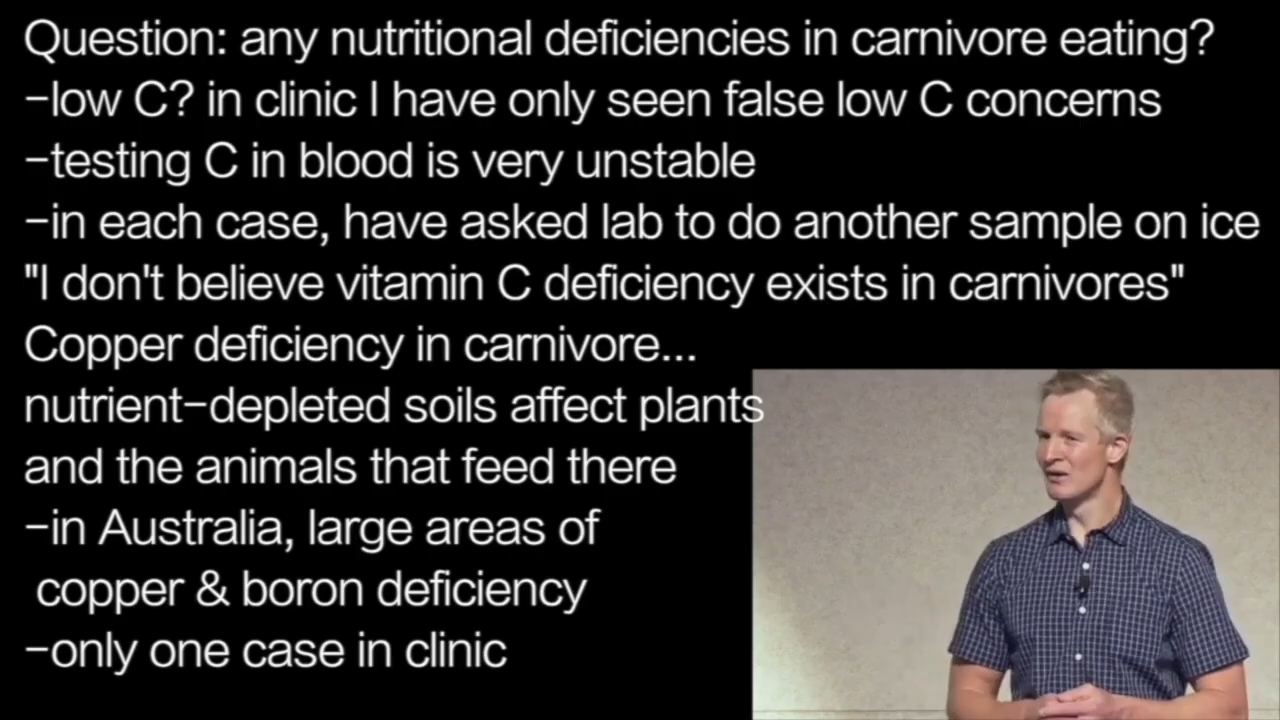 Question: any nutritional deficiencies in carnivore eating?
-low C? in clinic I have only seen false low C concerns
-testing C in blood is very unstable
-in each case, have asked lab to do another sample on ice
"I don't believe vitamin C deficiency exists in carnivores"
Copper deficiency in carnivore...
nutrient-depleted soils affect plants
and the animals that feed there
-in Australia, large areas of
copper & boron deficiency
-only one case in clinic